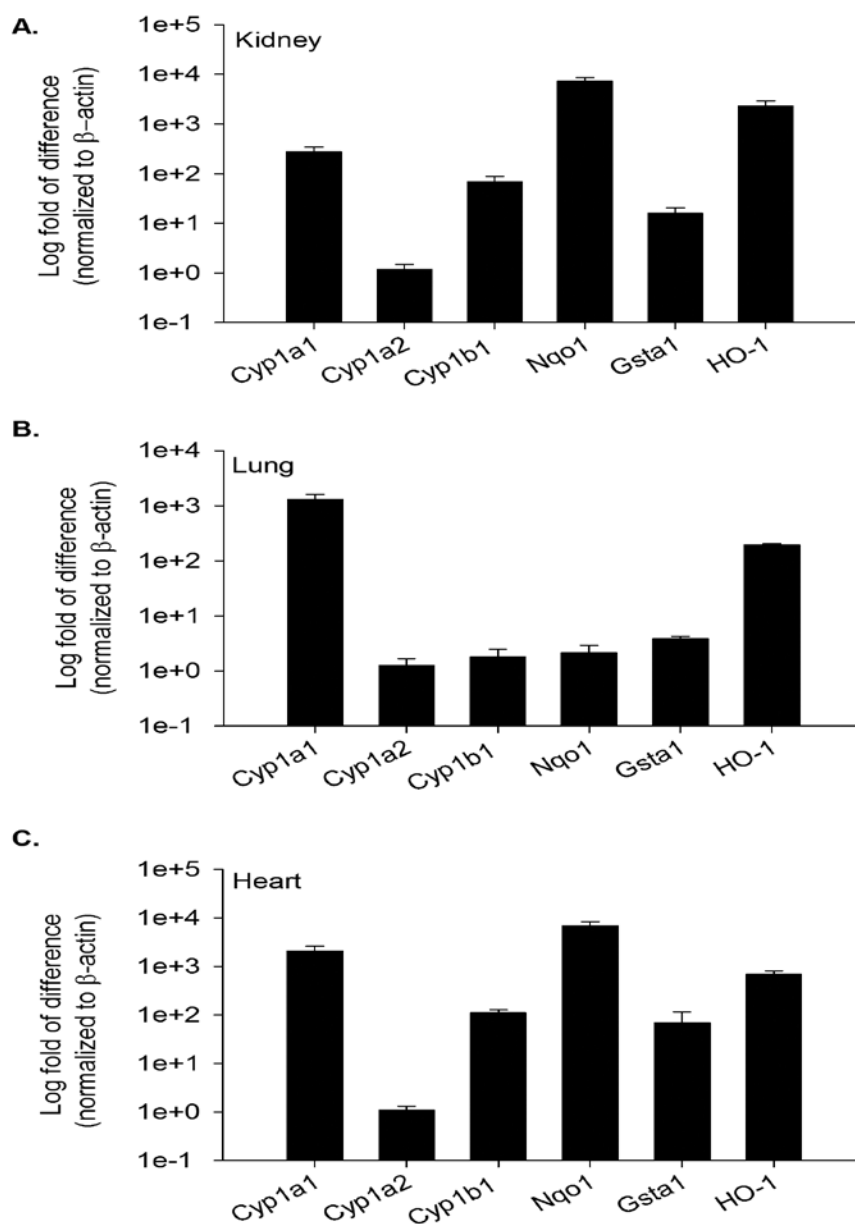 A.
Kidney
Log fold of difference
(normalized to β–actin)
1e+5
1e+4
1e+3
1e+2
1e+1
1e+0
1e-1
Cyp1a1 Cyp1a2 Cyp1b1 Nqo1 Gsta1 HO-1
B.
Lung
Log fold of difference
(normalized to β-actin)
1e+4
1e+3
1e+2
1e+1
1e+0
1e-1
Cyp1a1 Cyp1a2 Cyp1b1 Nqo1 Gsta1 HO-1
C.
Heart
Log fold of difference
(normalized to β-actin)
1e+5
1e+4
1e+3
1e+2
1e+1
1e+0
1e-1
Cyp1a1 Cyp1a2 Cyp1b1 Nqo1 Gsta1 HO-1